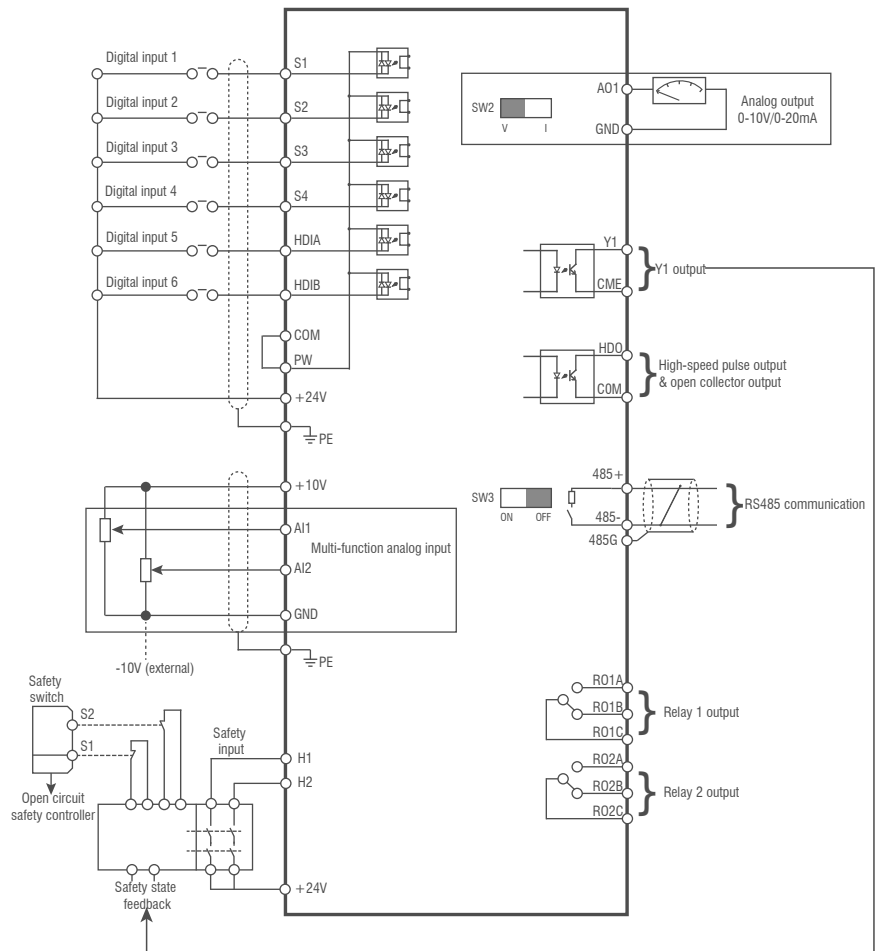 Digital input 1
S1
Digital input 2
S2
Digital input 3
S3
Digital input 4
S4
Digital input 5
HDIA
Digital input 6
HDIB
COM
PW
+24V
PE
+10V
AI1
Multi-function analog input
AI2
GND
-10V (external)
PE
Safety
switch
S2
S1
Open circuit
safety controller
Safety
input
H1
H2
+24V
Safety state
feedback
SW2
V I
AO1
GND
Analog output
0-10V/0-20mA
Y1
CME
Y1 output
HDO
COM
High-speed pulse output
& open collector output
SW3
ON OFF
485+
485-
485G
RS485 communication
RO1A
RO1B
RO1C
Relay 1 output
RO2A
RO2B
RO2C
Relay 2 output